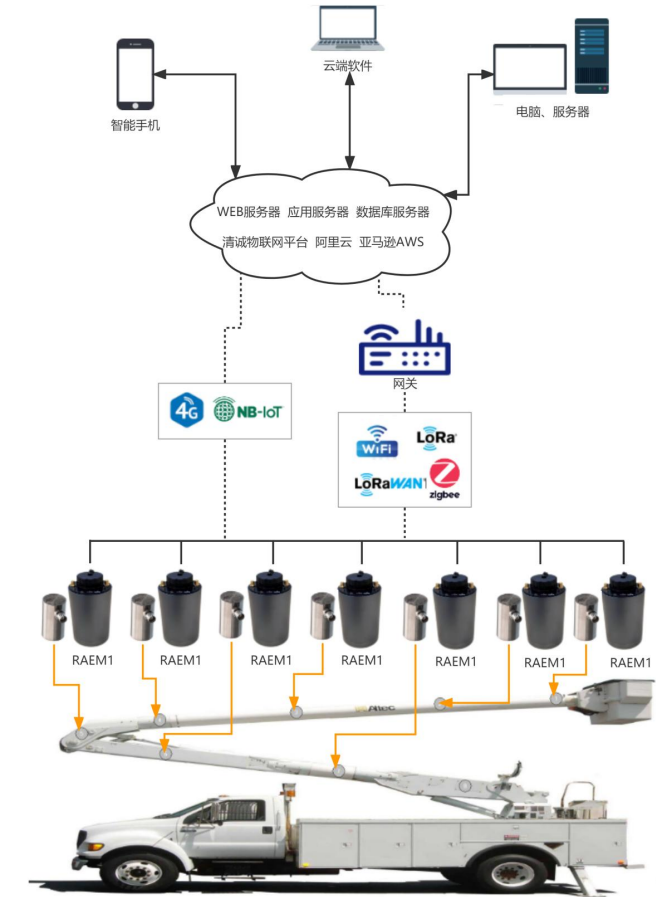 云端软件
智能手机
电脑、服务器
WEB服务器 应用服务器 数据库服务器
清诚物联网平台 阿里云 亚马逊AWS
网关
4G NB-IoT
WiFi LoRa
LoRaWAN zigbee
RAEM1 RAEM1 RAEM1 RAEM1 RAEM1 RAEM1 RAEM1
Altec